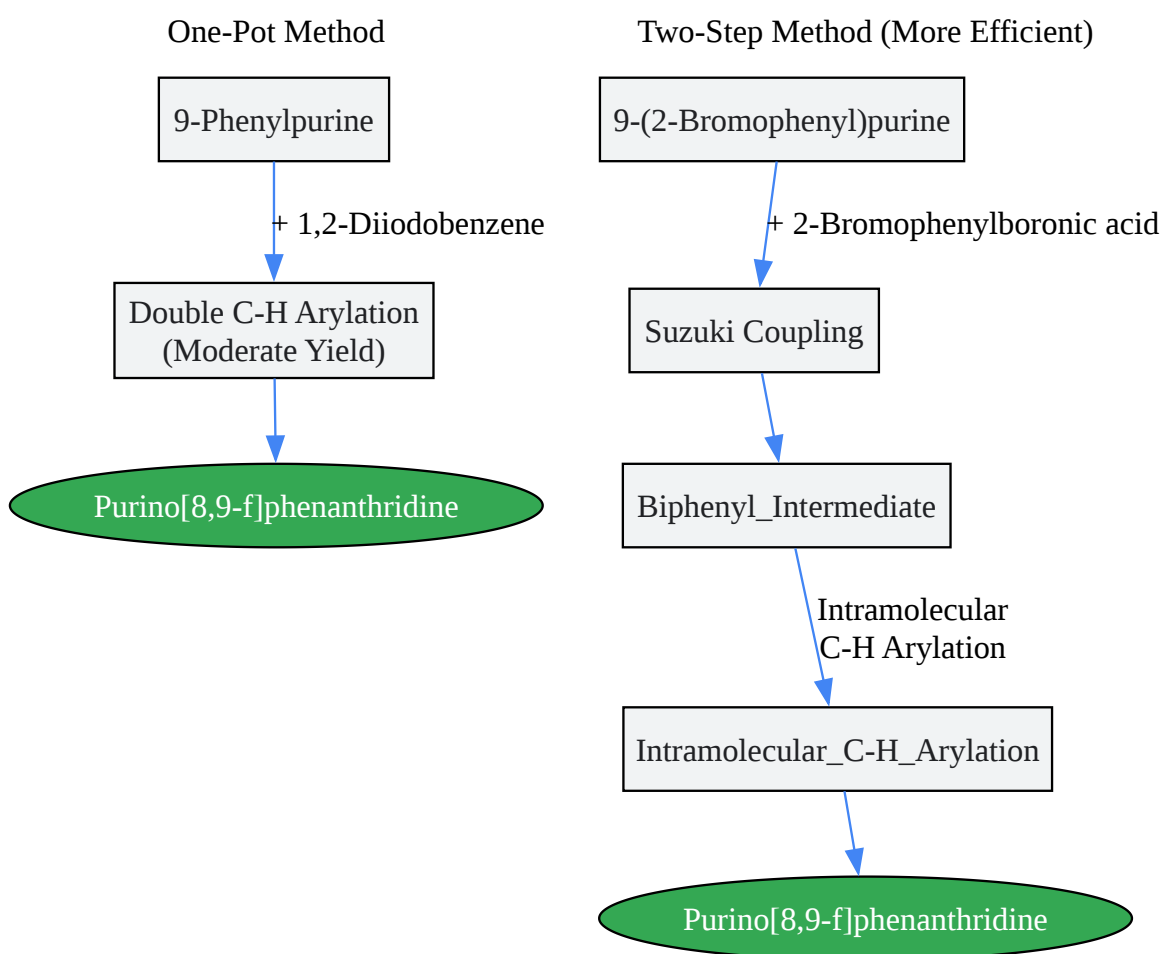 One-Pot Method
9-Phenylpurine
+ 1,2-Diiodobenzene
Double C-H Arylation
(Moderate Yield)
Purino[8,9-f]phenanthridine
Two-Step Method (More Efficient)
9-(2-Bromophenyl)purine
+ 2-Bromophenylboronic acid
Suzuki Coupling
Biphenyl_Intermediate
Intramolecular
C-H Arylation
Intramolecular_C-H_Arylation
Purino[8,9-f]phenanthridine